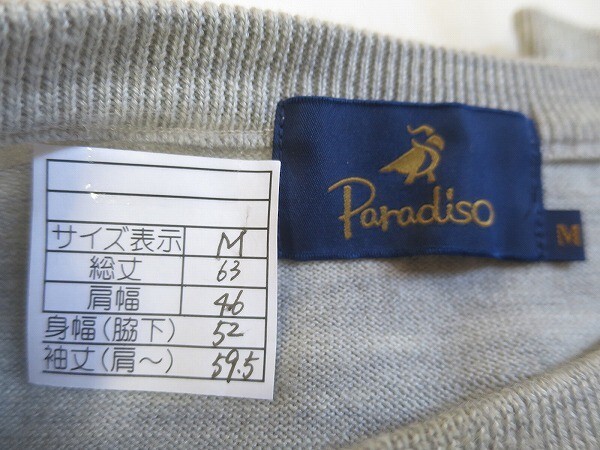 サイズ表示 M
総丈 63
肩幅 46
身幅(脇下) 52
袖丈(肩〜) 59.5
Paradiso
M